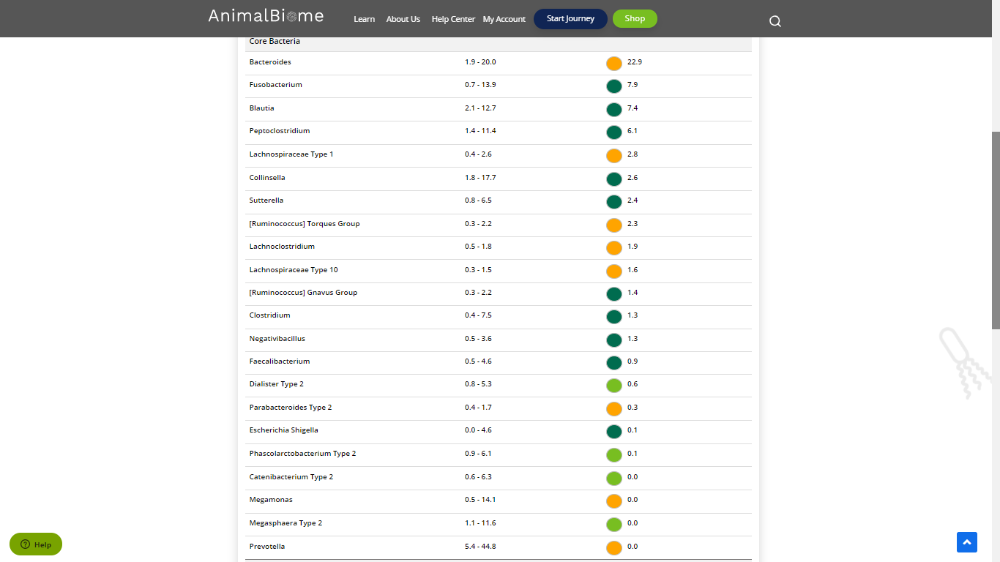 AnimalBiome Learn About Us Help Center My Account Start Journey Shop
Core Bacteria
Bacteroides 1.9 - 20.0 22.9
Fusobacterium 0.7 - 13.9 7.9
Blautia 2.1 - 12.7 7.4
Peptoclostridium 1.4 - 11.4 6.1
Lachnospiraceae Type 1 0.4 - 2.6 2.8
Collinsella 1.8 - 17.7 2.6
Sutterella 0.8 - 6.5 2.4
[Ruminococcus] Torques Group 0.3 - 2.2 2.3
Lachnoclostridium 0.5 - 1.8 1.9
Lachnospiraceae Type 10 0.3 - 1.5 1.6
[Ruminococcus] Gnavus Group 0.3 - 2.2 1.4
Clostridium 0.4 - 7.5 1.3
Negativibacillus 0.5 - 3.6 1.3
Faecalibacterium 0.5 - 4.6 0.9
Dialister Type 2 0.8 - 5.3 0.6
Parabacteroides Type 2 0.4 - 1.7 0.3
Escherichia Shigella 0.0 - 4.6 0.1
Phascolarctobacterium Type 2 0.9 - 6.1 0.1
Catenibacterium Type 2 0.6 - 6.3 0.0
Megamonas 0.5 - 14.1 0.0
Megasphaera Type 2 1.1 - 11.6 0.0
Prevotella 5.4 - 44.8 0.0
Help